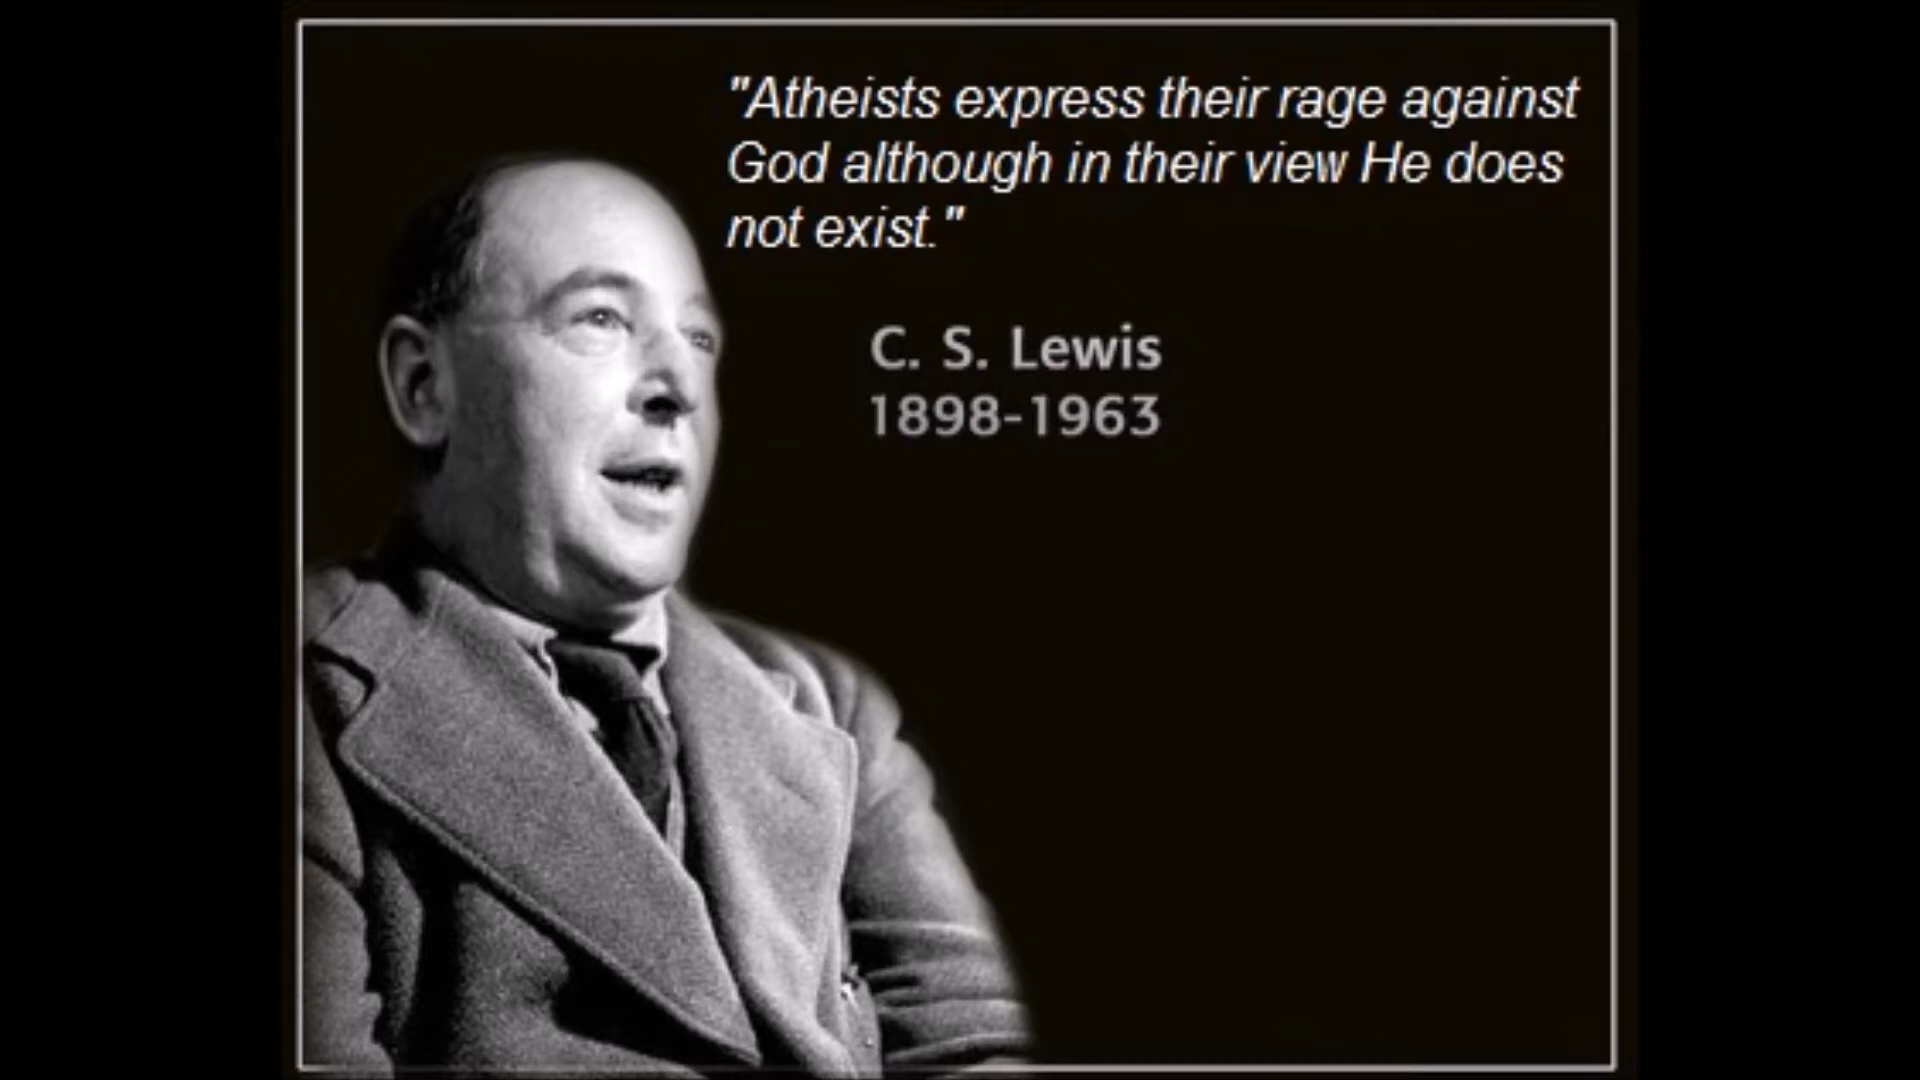 "Atheists express their rage against
God although in their view He does
not exist."
C. S. Lewis
1898-1963